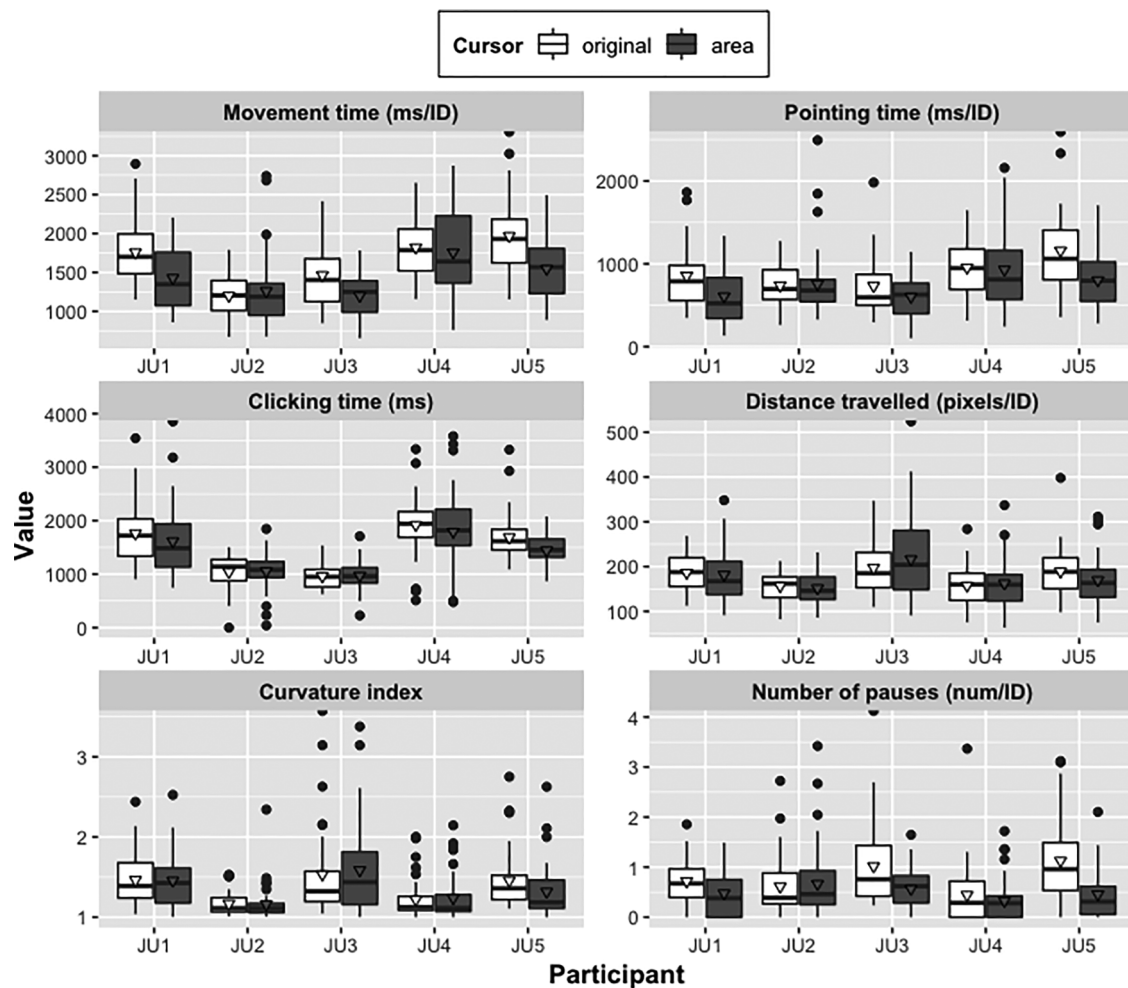 Cursor original area
Movement time (ms/ID)
3000
2500
2000
1500
1000
JU1 JU2 JU3 JU4 JU5
Pointing time (ms/ID)
2000
1000
0
JU1 JU2 JU3 JU4 JU5
Clicking time (ms)
4000
3000
2000
1000
0
JU1 JU2 JU3 JU4 JU5
Distance travelled (pixels/ID)
500
400
300
200
100
JU1 JU2 JU3 JU4 JU5
Value
Curvature index
3
2
1
JU1 JU2 JU3 JU4 JU5
Number of pauses (num/ID)
4
3
2
1
0
JU1 JU2 JU3 JU4 JU5
Participant